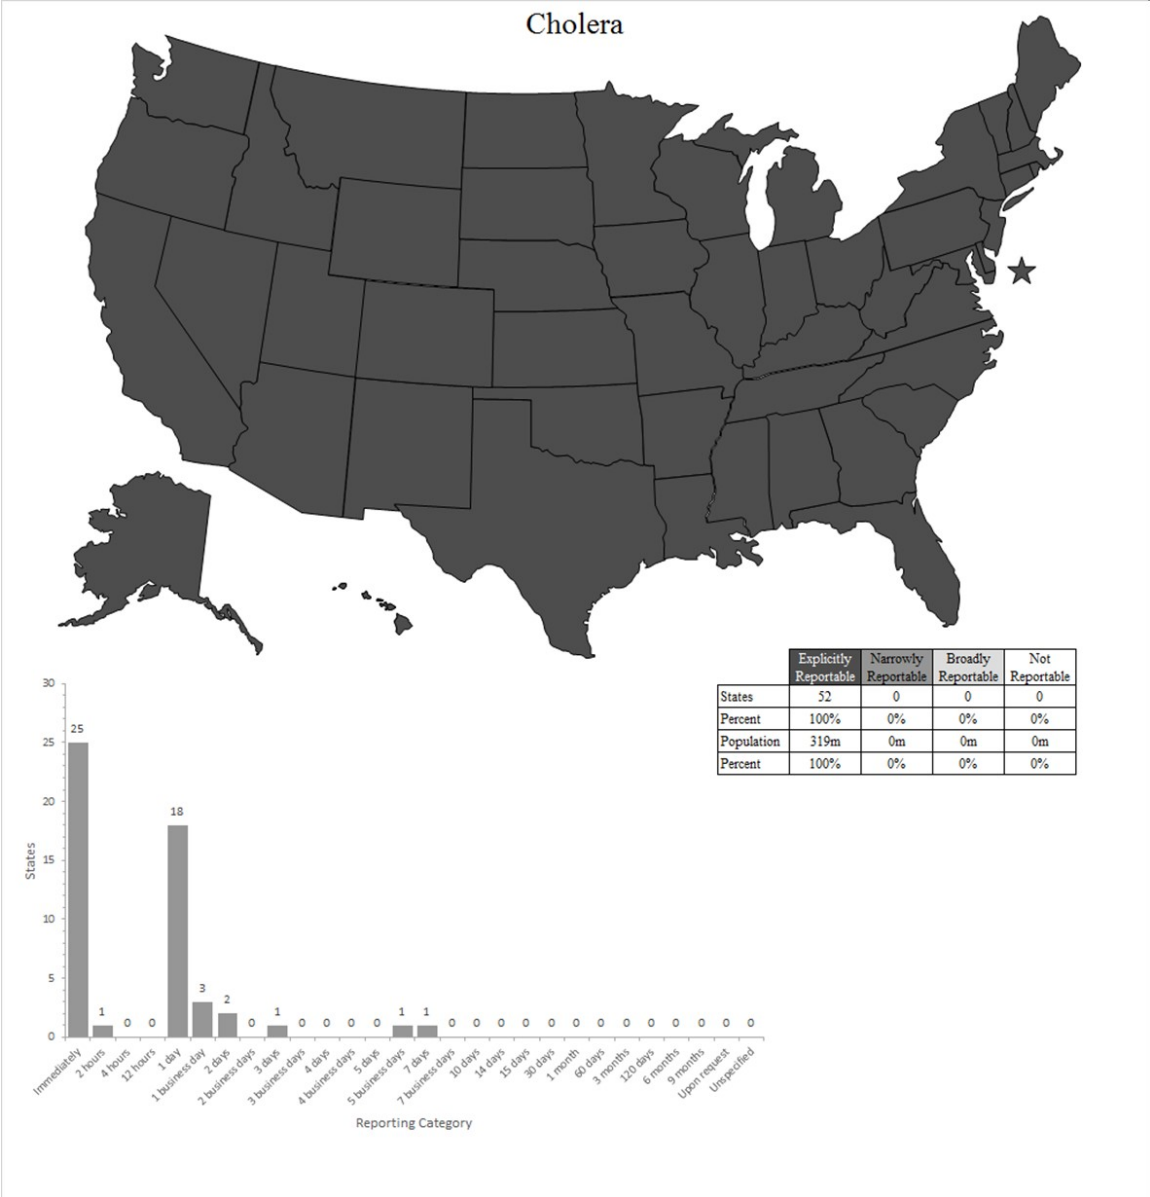 Cholera
Explicitly Reportable Narrowly Reportable Broadly Reportable Not Reportable
States 52 0 0 0
Percent 100% 0% 0% 0%
Population 319m 0m 0m 0m
Percent 100% 0% 0% 0%
30
25
20
15
10
5
0
States
25 1 0 0 18 3 2 0 1 0 0 0 0 1 1 0 0 0 0 0 0 0 0 0 0 0 0 0
Immediately
2 hours
4 hours
12 hours
1 day
1 business day
2 days
2 business days
3 days
3 business days
4 days
4 business days
5 days
5 business days
7 days
7 business days
10 days
14 days
15 days
30 days
1 month
60 days
3 months
120 days
6 months
9 months
Upon request
Unspecified
Reporting Category